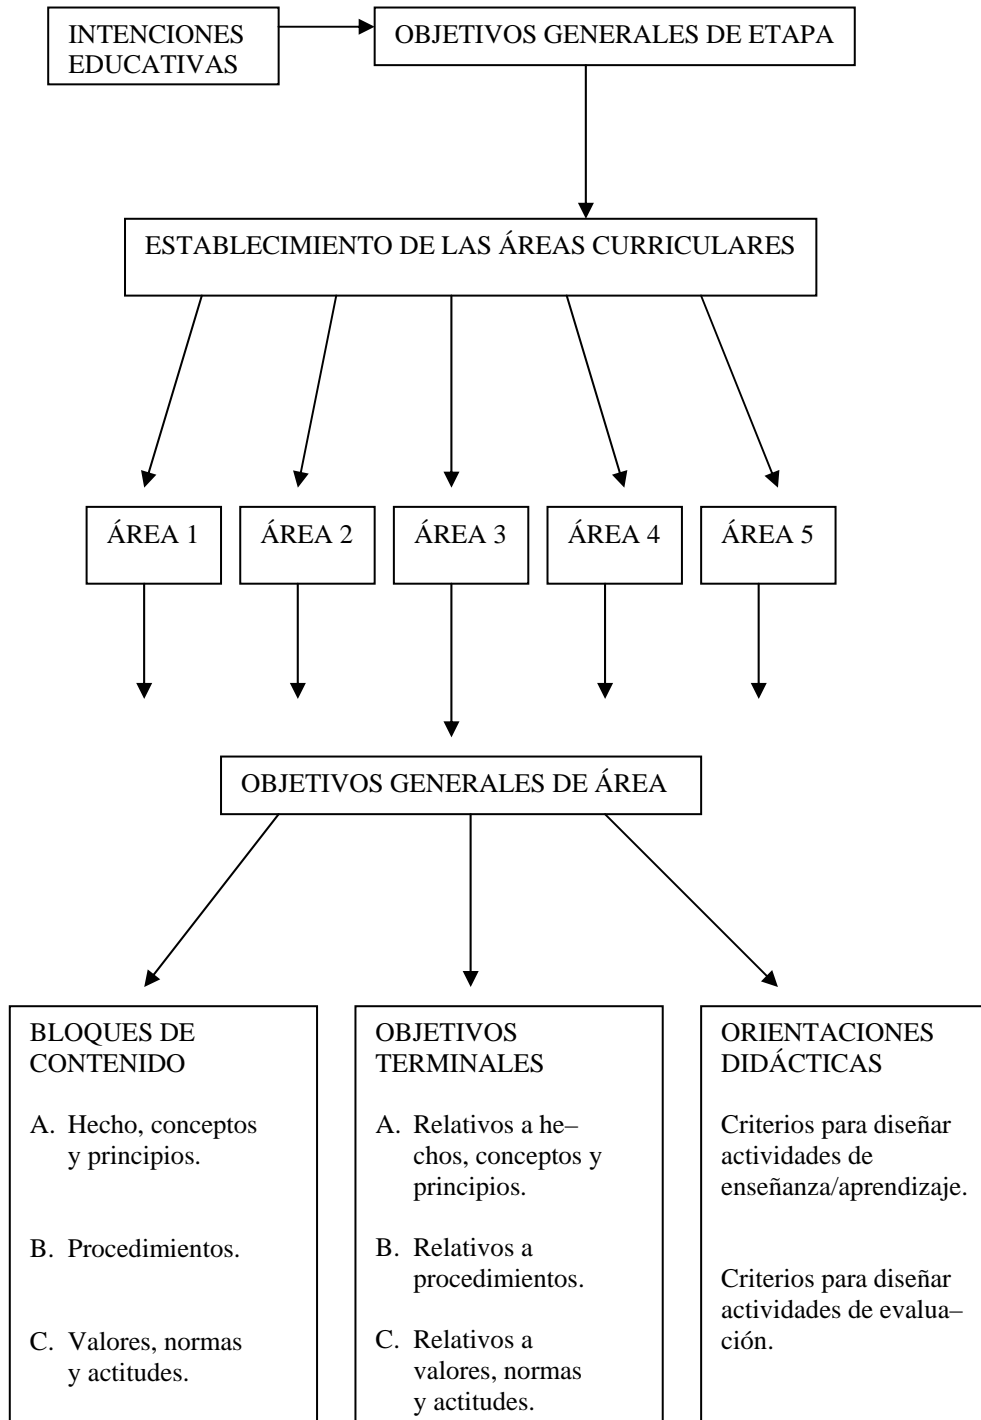 INTENCIONES
EDUCATIVAS
OBJETIVOS GENERALES DE ETAPA
ESTABLECIMIENTO DE LAS ÁREAS CURRICULARES
ÁREA 1
ÁREA 2
ÁREA 3
ÁREA 4
ÁREA 5
OBJETIVOS GENERALES DE ÁREA
BLOQUES DE
CONTENIDO
A. Hecho, conceptos
y principios.
B. Procedimientos.
C. Valores, normas
y actitudes.
OBJETIVOS
TERMINALES
A. Relativos a he–
chos, conceptos y
principios.
B. Relativos a
procedimientos.
C. Relativos a
valores, normas
y actitudes.
ORIENTACIONES
DIDÁCTICAS
Criterios para diseñar
actividades de
enseñanza/aprendizaje.
Criterios para diseñar
actividades de evalua–
ción.